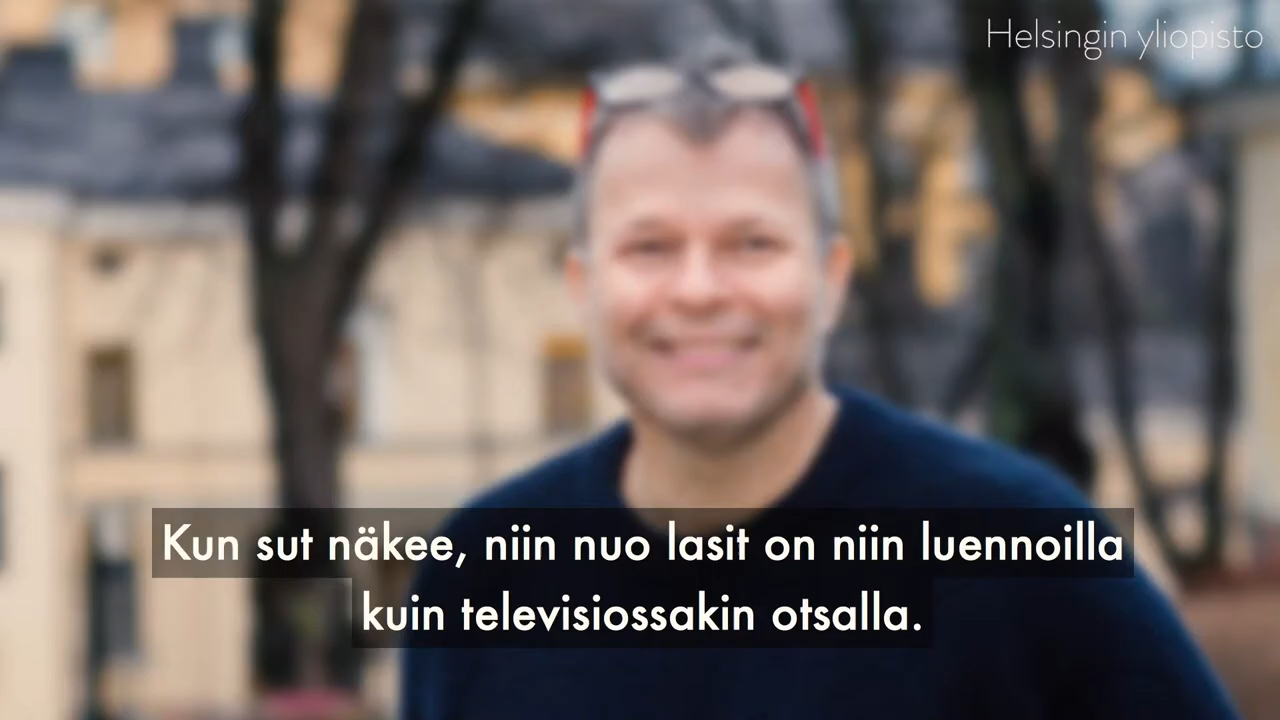 Helsingin yliopisto
Kun sut näkee, niin nuo lasit on niin luennoilla
kuin televisiossakin otsalla.